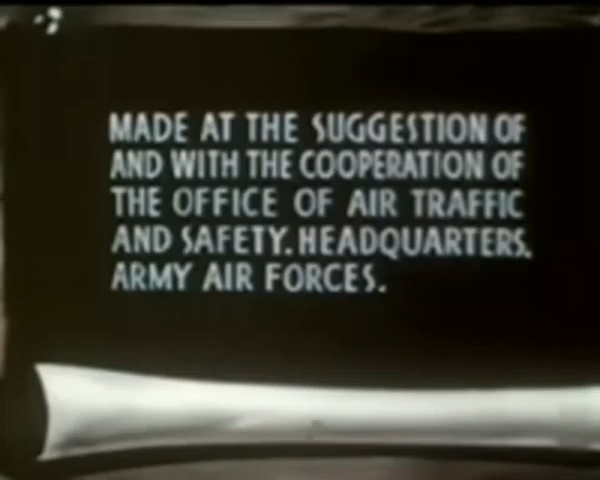 MADE AT THE SUGGESTION OF
AND WITH THE COOPERATION OF
THE OFFICE OF AIR TRAFFIC
AND SAFETY. HEADQUARTERS.
ARMY AIR FORCES.